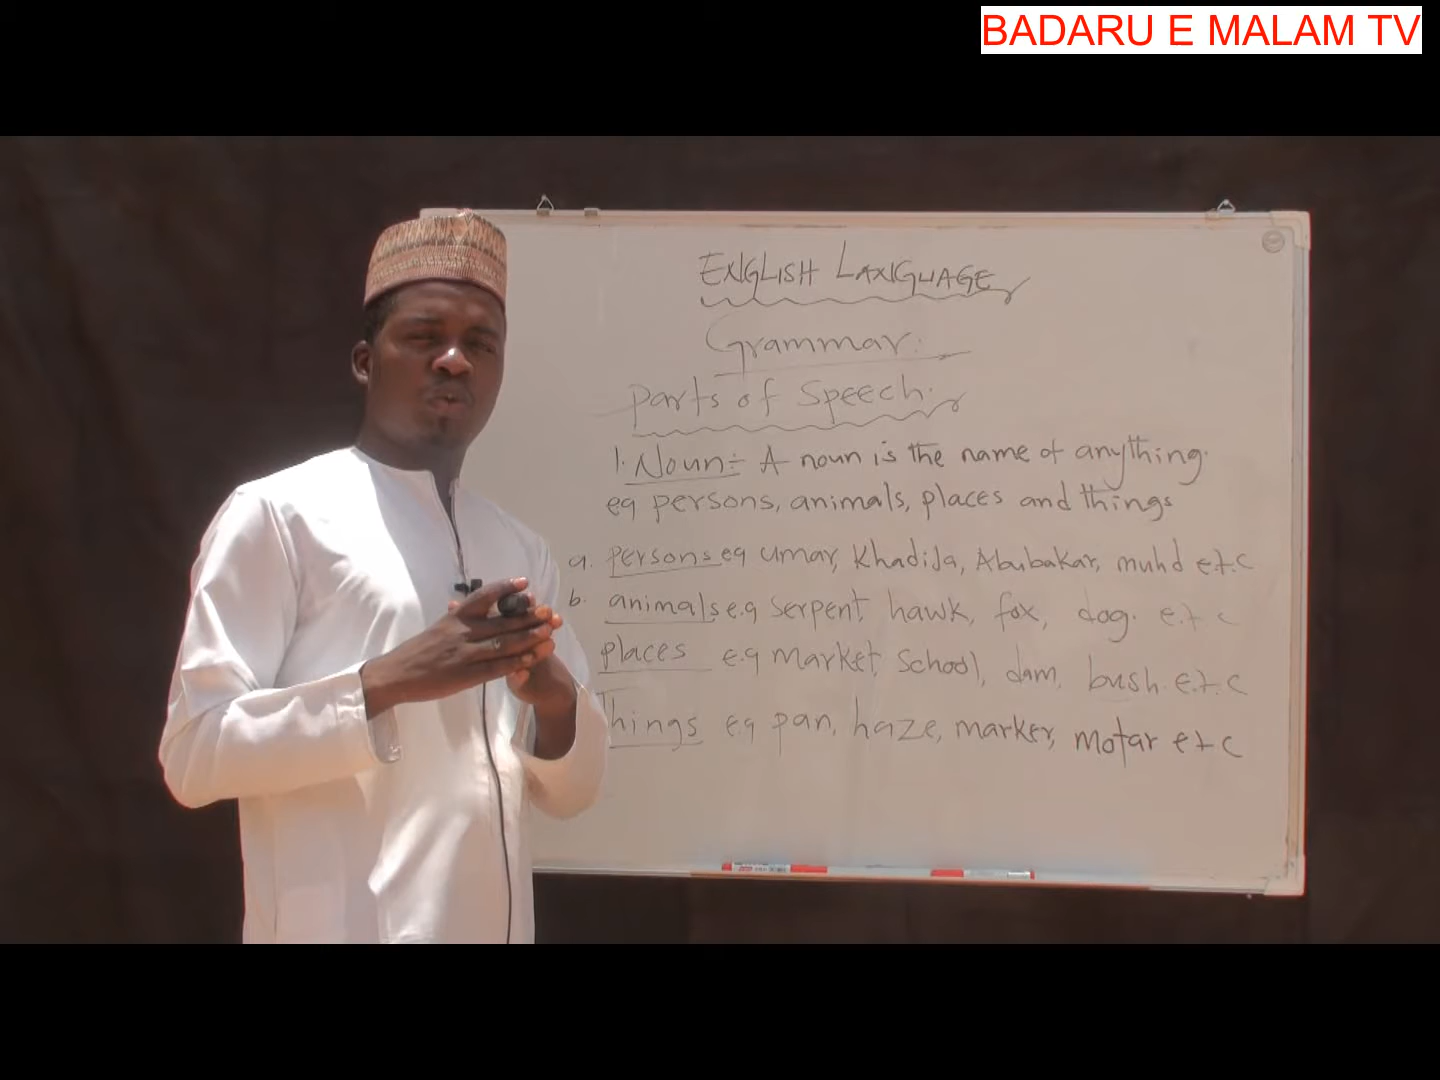 BADARU E MALAM TV
ENGLISH LANGUAGE
Grammar:
Parts of Speech.
1. Noun:- A noun is the name of anything.
eg persons, animals, places and things
a. persons eg Umar, Khadija, Abubakar, muhd e.t.c
b. animals e.g serpent, hawk, fox, dog. e.t.c
places e.g market, School, dam, bush e.t.c
Things e.g pan, haze, marker, motar etc